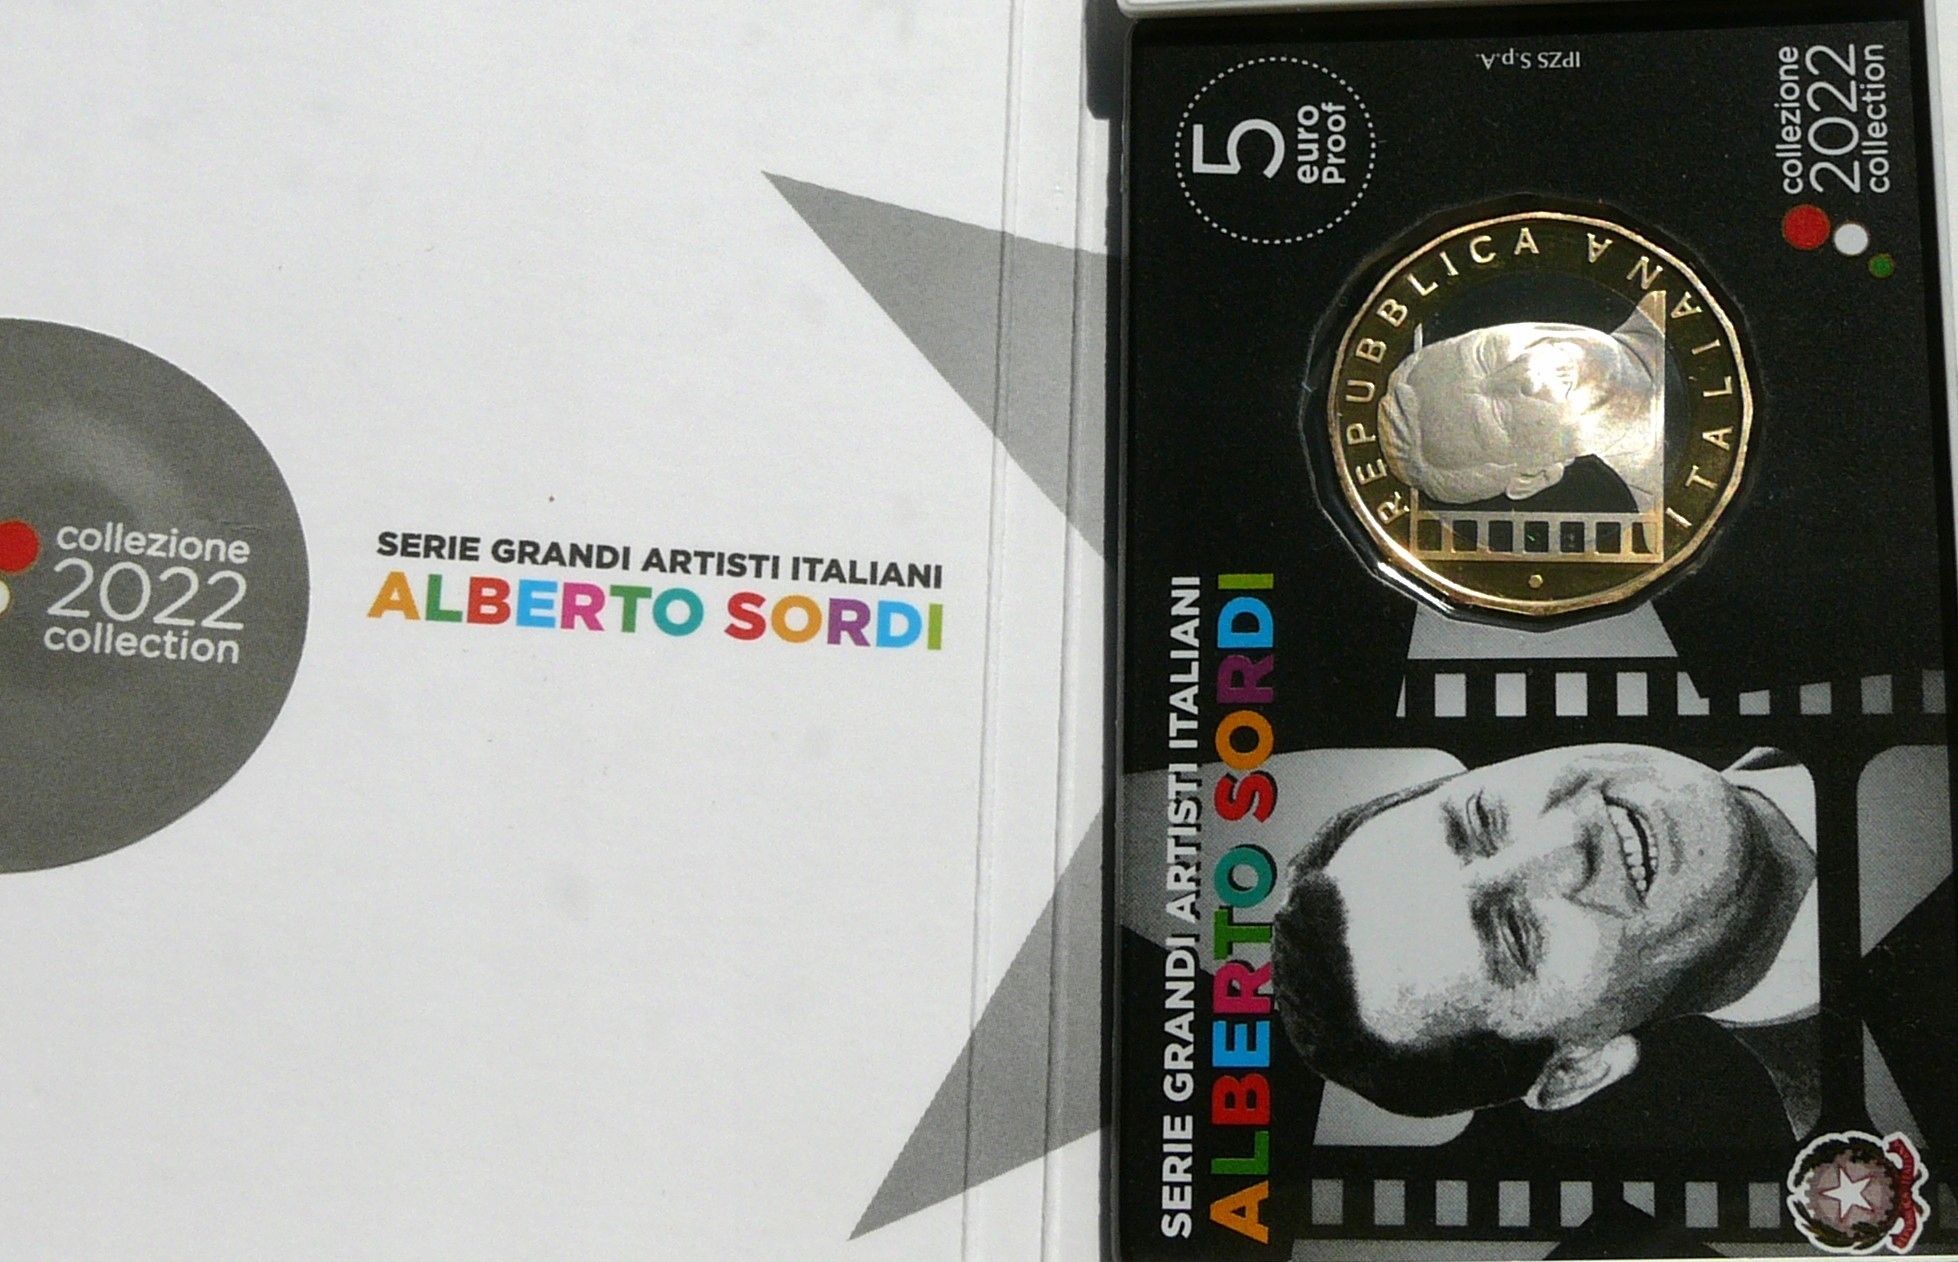 collezione
2022
collection
SERIE GRANDI ARTISTI ITALIANI
ALBERTO SORDI
5
euro
Proof
IPZS S.p.A.
collezione
2022
collection
REPUBBLICA ITALIANA
SERIE GRANDI ARTISTI ITALIANI
ALBERTO SORDI